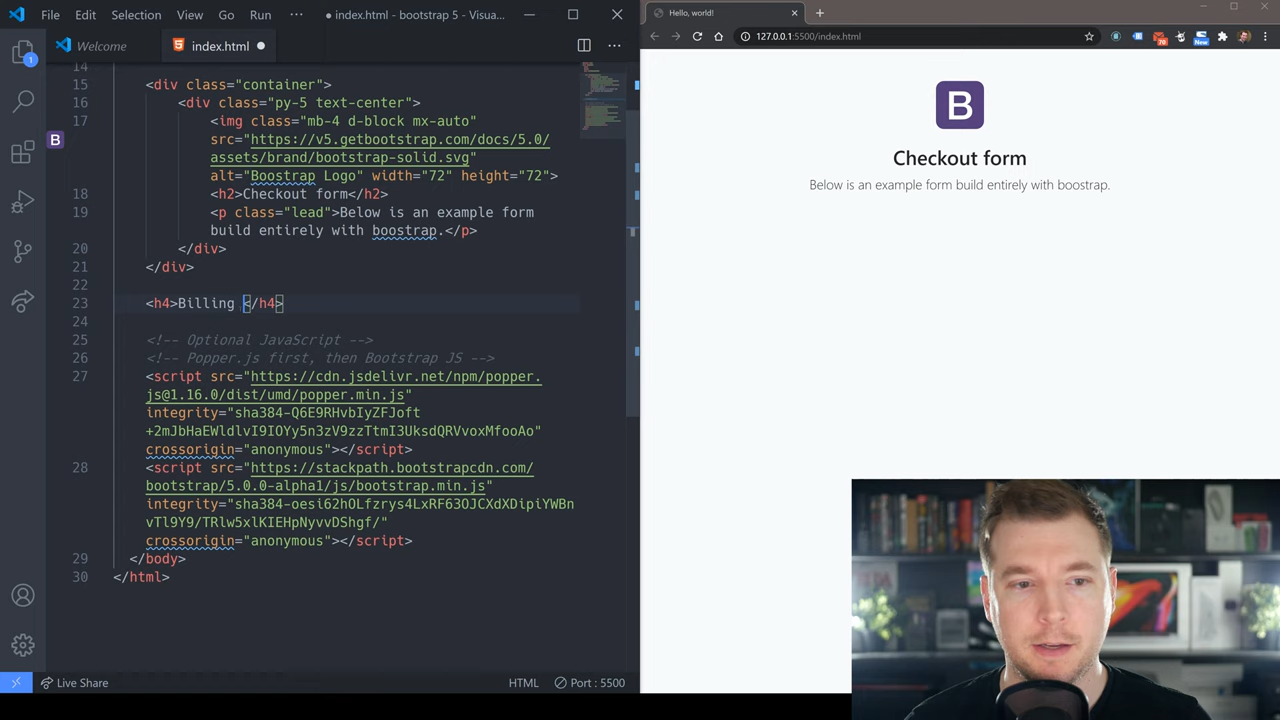 File Edit Selection View Go Run ··· ● index.html - bootstrap 5 - Visua...
Welcome
index.html ●
1
14
15 <div class="container">
16 <div class="py-5 text-center">
17 <img class="mb-4 d-block mx-auto"
src="https://v5.getbootstrap.com/docs/5.0/
assets/brand/bootstrap-solid.svg"
alt="Boostrap Logo" width="72" height="72">
18 <h2>Checkout form</h2>
19 <p class="lead">Below is an example form
build entirely with boostrap.</p>
20 </div>
21 </div>
22
23 <h4>Billing </h4>
24
25 <!-- Optional JavaScript -->
26 <!-- Popper.js first, then Bootstrap JS -->
27 <script src="https://cdn.jsdelivr.net/npm/popper.
js@1.16.0/dist/umd/popper.min.js"
integrity="sha384-Q6E9RHvbIyZFJoft
+2mJbHaEWldlvI9IOYy5n3zV9zzTtmI3UksdQRVvoxMfooAo"
crossorigin="anonymous"></script>
28 <script src="https://stackpath.bootstrapcdn.com/
bootstrap/5.0.0-alpha1/js/bootstrap.min.js"
integrity="sha384-oesi62hOLfzrys4LxRF63OJCXdXDipiYWBn
vTl9Y9/TRlw5xlKIEHpNyvvDShgf/"
crossorigin="anonymous"></script>
29 </body>
30 </html>
B
Live Share
HTML
Port : 5500
Hello, world!
127.0.0.1:5500/index.html
70
New
B
Checkout form
Below is an example form build entirely with boostrap.